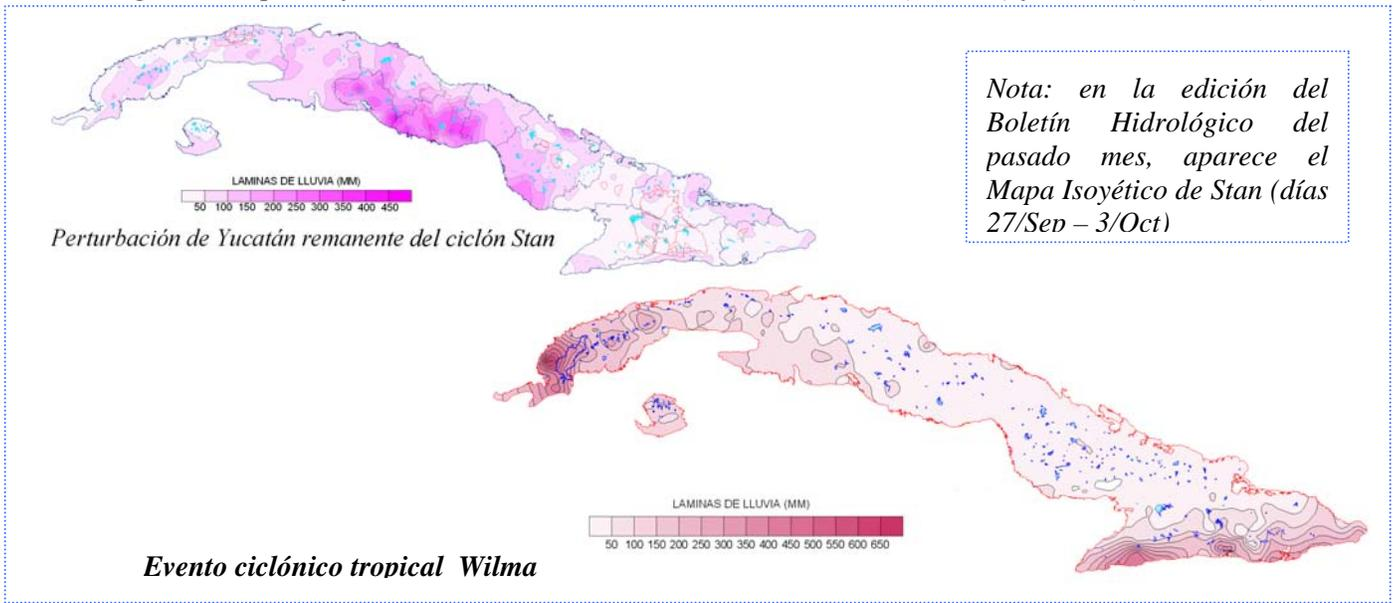 Nota: en la edición del
Boletín Hidrológico del
pasado mes, aparece el
Mapa Isoyético de Stan (días
27/Sep – 3/Oct)
LAMINAS DE LLUVIA (MM)
50 100 150 200 250 300 350 400 450
Perturbación de Yucatán remanente del ciclón Stan
LAMINAS DE LLUVIA (MM)
50 100 150 200 250 300 350 400 450 500 550 600 650
Evento ciclónico tropical Wilma